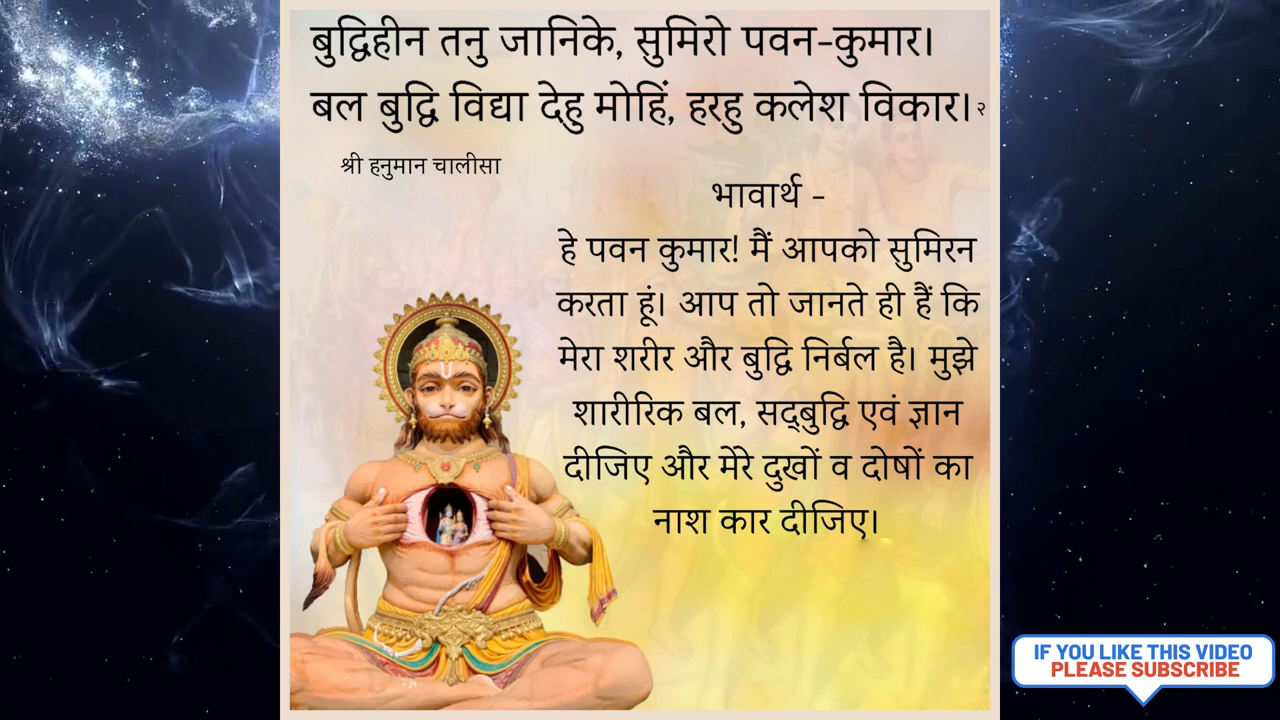 बुद्धिहीन तनु जानिके, सुमिरो पवन-कुमार।
बल बुद्धि विद्या देहु मोहिं, हरहु कलेश विकार।२
श्री हनुमान चालीसा
भावार्थ -
हे पवन कुमार! मैं आपको सुमिरन
करता हूं। आप तो जानते ही हैं कि
मेरा शरीर और बुद्धि निर्बल है। मुझे
शारीरिक बल, सद्बुद्धि एवं ज्ञान
दीजिए और मेरे दुखों व दोषों का
नाश कार दीजिए।
IF YOU LIKE THIS VIDEO
PLEASE SUBSCRIBE